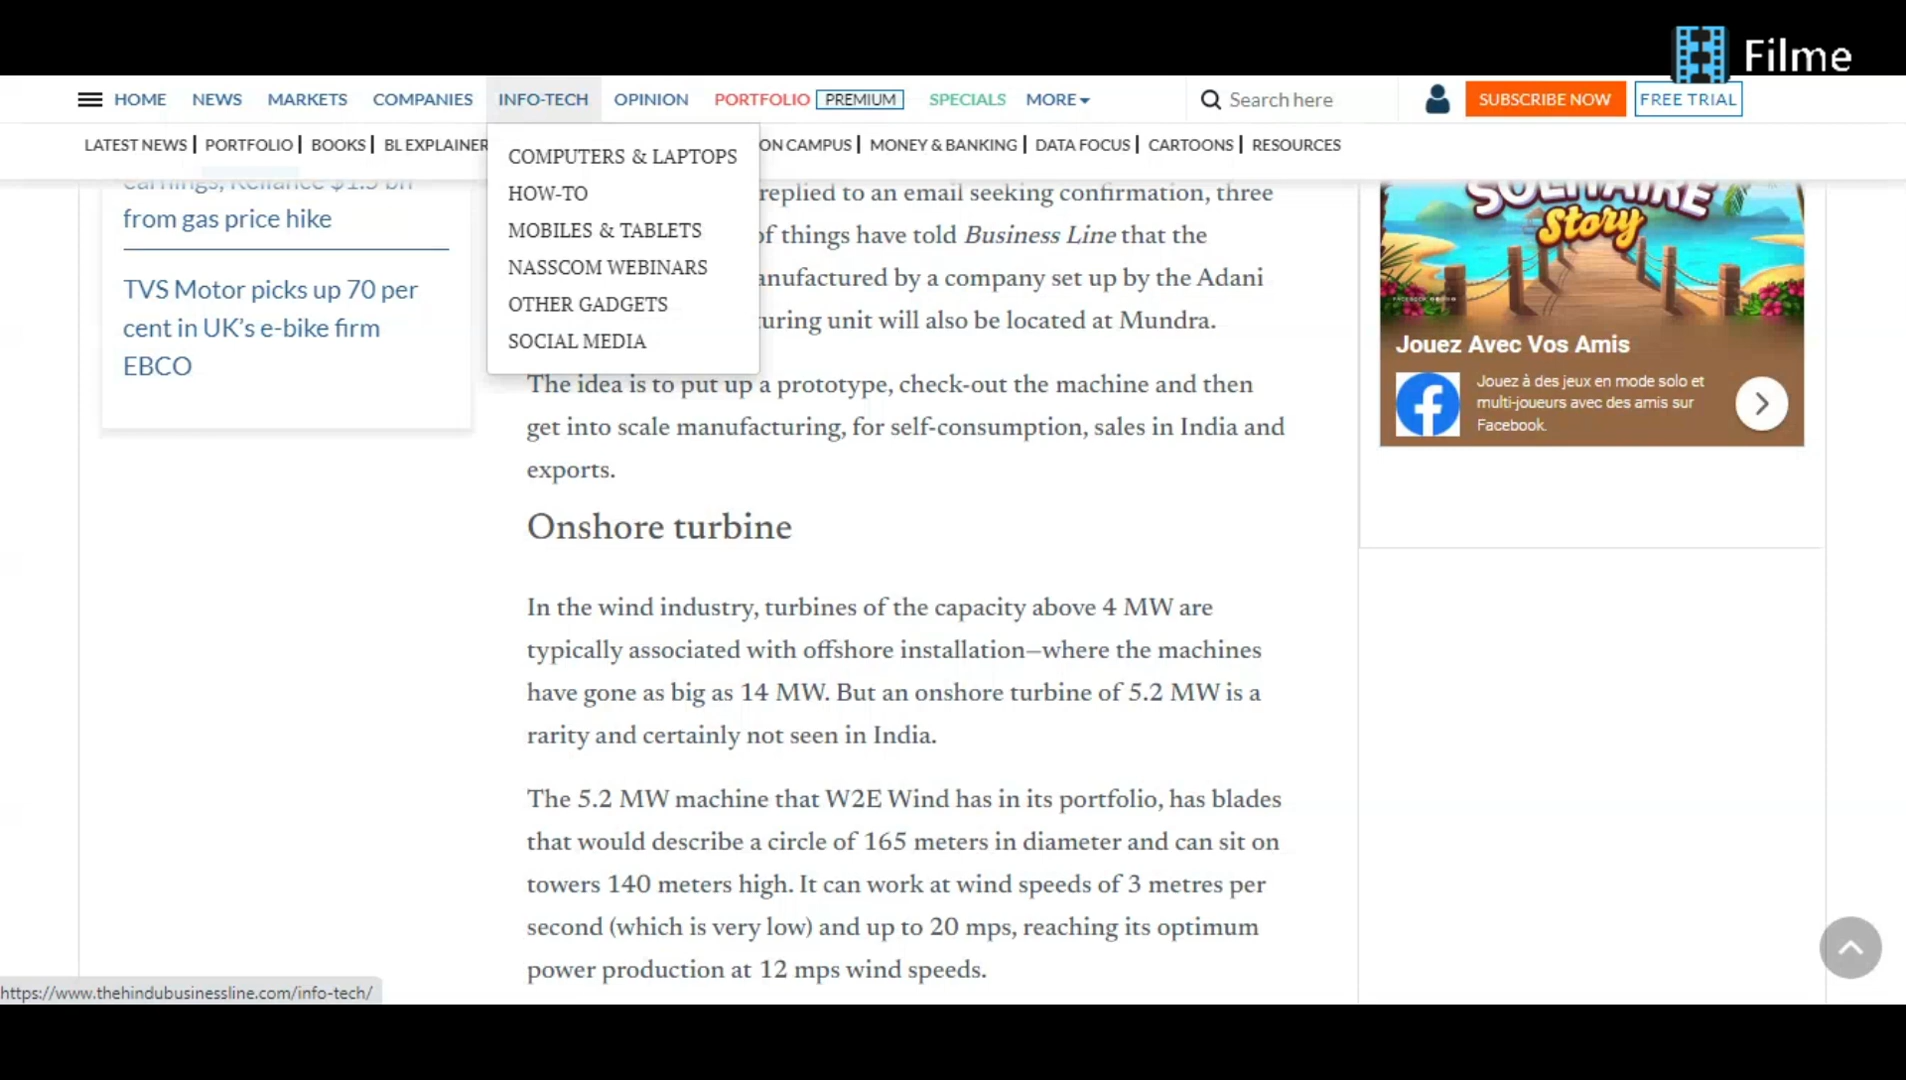 Filme
HOME NEWS MARKETS COMPANIES INFO-TECH OPINION PORTFOLIO PREMIUM SPECIALS MORE Search here SUBSCRIBE NOW FREE TRIAL
LATEST NEWS PORTFOLIO BOOKS BL EXPLAINER ON CAMPUS MONEY & BANKING DATA FOCUS CARTOONS RESOURCES
COMPUTERS & LAPTOPS
HOW-TO
MOBILES & TABLETS
NASSCOM WEBINARS
OTHER GADGETS
SOCIAL MEDIA
earnings, Reliance $1.5 bn
from gas price hike
TVS Motor picks up 70 per
cent in UK's e-bike firm
EBCO
replied to an email seeking confirmation, three
of things have told Business Line that the
anufactured by a company set up by the Adani
turing unit will also be located at Mundra.
The idea is to put up a prototype, check-out the machine and then
get into scale manufacturing, for self-consumption, sales in India and
exports.
Onshore turbine
In the wind industry, turbines of the capacity above 4 MW are
typically associated with offshore installation—where the machines
have gone as big as 14 MW. But an onshore turbine of 5.2 MW is a
rarity and certainly not seen in India.
The 5.2 MW machine that W2E Wind has in its portfolio, has blades
that would describe a circle of 165 meters in diameter and can sit on
towers 140 meters high. It can work at wind speeds of 3 metres per
second (which is very low) and up to 20 mps, reaching its optimum
power production at 12 mps wind speeds.
SOLITAIRE
Story
Jouez Avec Vos Amis
Jouez à des jeux en mode solo et
multi-joueurs avec des amis sur
Facebook.
https://www.thehindubusinessline.com/info-tech/